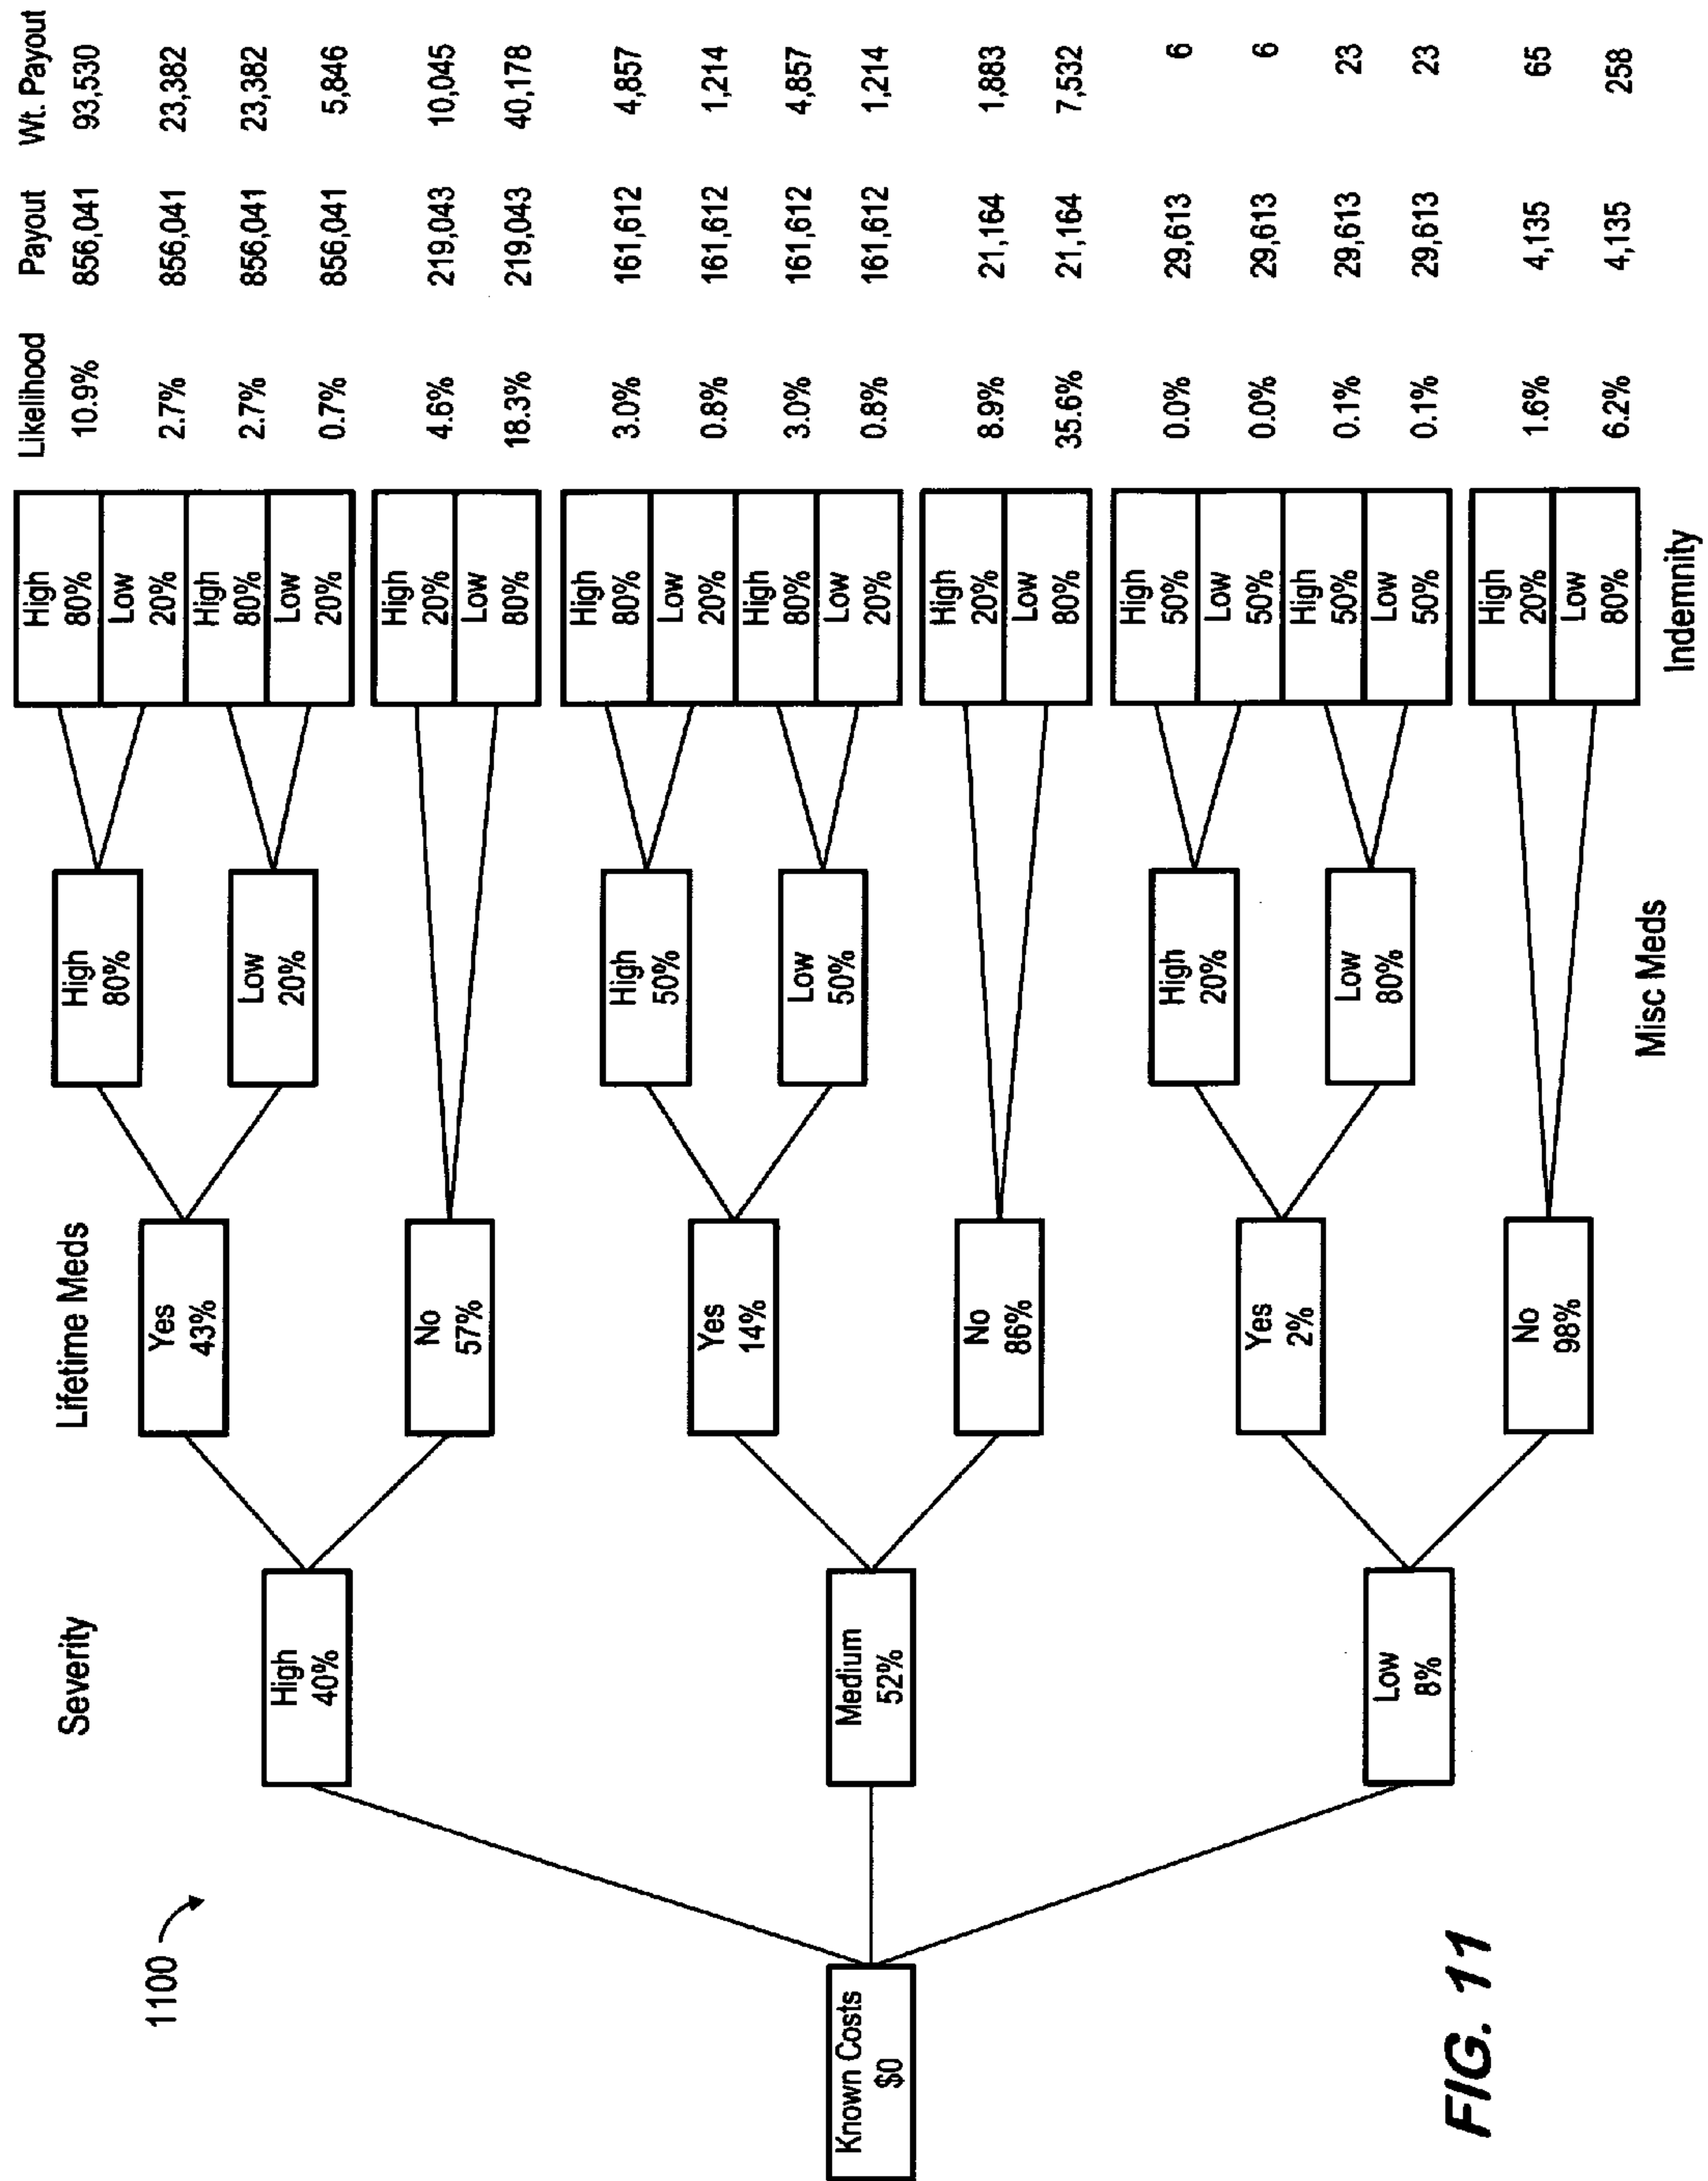 1100
Severity
Lifetime Meds
Likelihood
Payout
Wt. Payout
Known Costs
$0
High
40%
Medium
52%
Low
8%
Yes
43%
No
57%
Yes
14%
No
86%
Yes
2%
No
98%
High
80%
Low
20%
High
50%
Low
50%
High
20%
Low
80%
Misc Meds
High
80%
Low
20%
High
80%
Low
20%
High
20%
Low
80%
High
80%
Low
20%
High
80%
Low
20%
High
20%
Low
80%
High
50%
Low
50%
High
50%
Low
50%
High
20%
Low
80%
Indemnity
10.9% 856,041 93,530
2.7% 856,041 23,382
2.7% 856,041 23,382
0.7% 856,041 5,846
4.6% 219,043 10,045
18.3% 219,043 40,178
3.0% 161,612 4,857
0.8% 161,612 1,214
3.0% 161,612 4,857
0.8% 161,612 1,214
8.9% 21,164 1,883
35.6% 21,164 7,532
0.0% 29,613 6
0.0% 29,613 6
0.1% 29,613 23
0.1% 29,613 23
1.6% 4,135 65
6.2% 4,135 258
FIG. 11